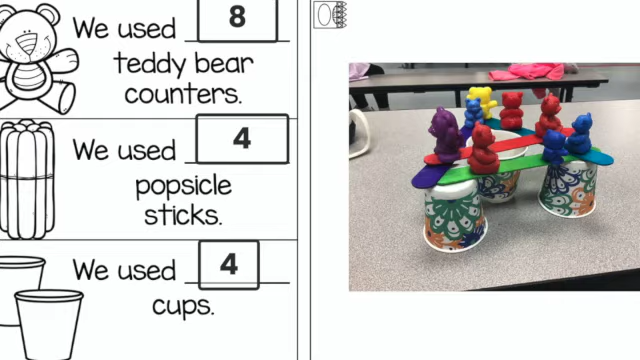 We used 8
teddy bear
counters.
We used 4
popsicle
sticks.
We used 4
cups.